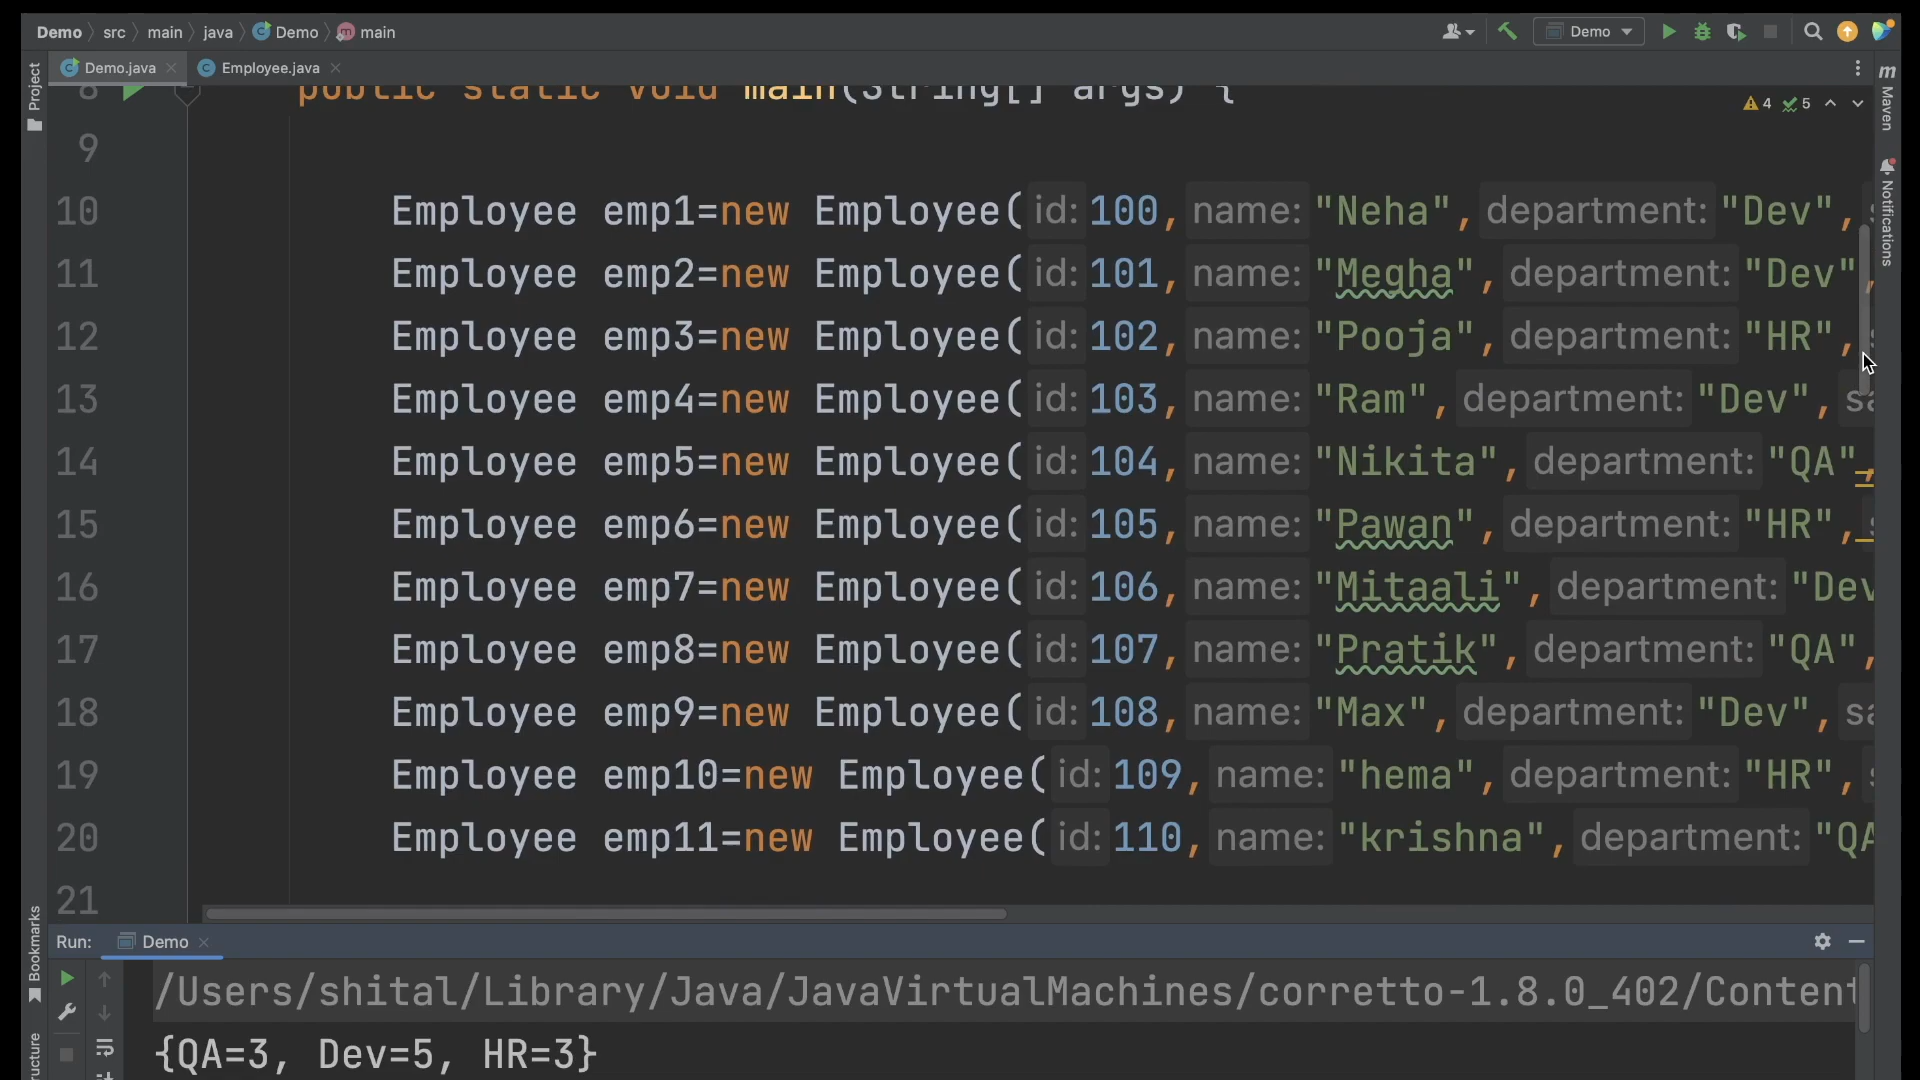 Demo src main java Demo main
Demo
Demo.java Employee.java
Project
Maven
Notifications
4 5
8 public static void main(String[] args) {
9
10 Employee emp1=new Employee( id: 100, name: "Neha", department: "Dev",
11 Employee emp2=new Employee( id: 101, name: "Megha", department: "Dev",
12 Employee emp3=new Employee( id: 102, name: "Pooja", department: "HR",
13 Employee emp4=new Employee( id: 103, name: "Ram", department: "Dev", sa
14 Employee emp5=new Employee( id: 104, name: "Nikita", department: "QA",
15 Employee emp6=new Employee( id: 105, name: "Pawan", department: "HR",
16 Employee emp7=new Employee( id: 106, name: "Mitaali", department: "Dev
17 Employee emp8=new Employee( id: 107, name: "Pratik", department: "QA",
18 Employee emp9=new Employee( id: 108, name: "Max", department: "Dev", sa
19 Employee emp10=new Employee( id: 109, name: "hema", department: "HR",
20 Employee emp11=new Employee( id: 110, name: "krishna", department: "QA
21
Bookmarks
ructure
Run: Demo
/Users/shital/Library/Java/JavaVirtualMachines/corretto-1.8.0_402/Content
{QA=3, Dev=5, HR=3}